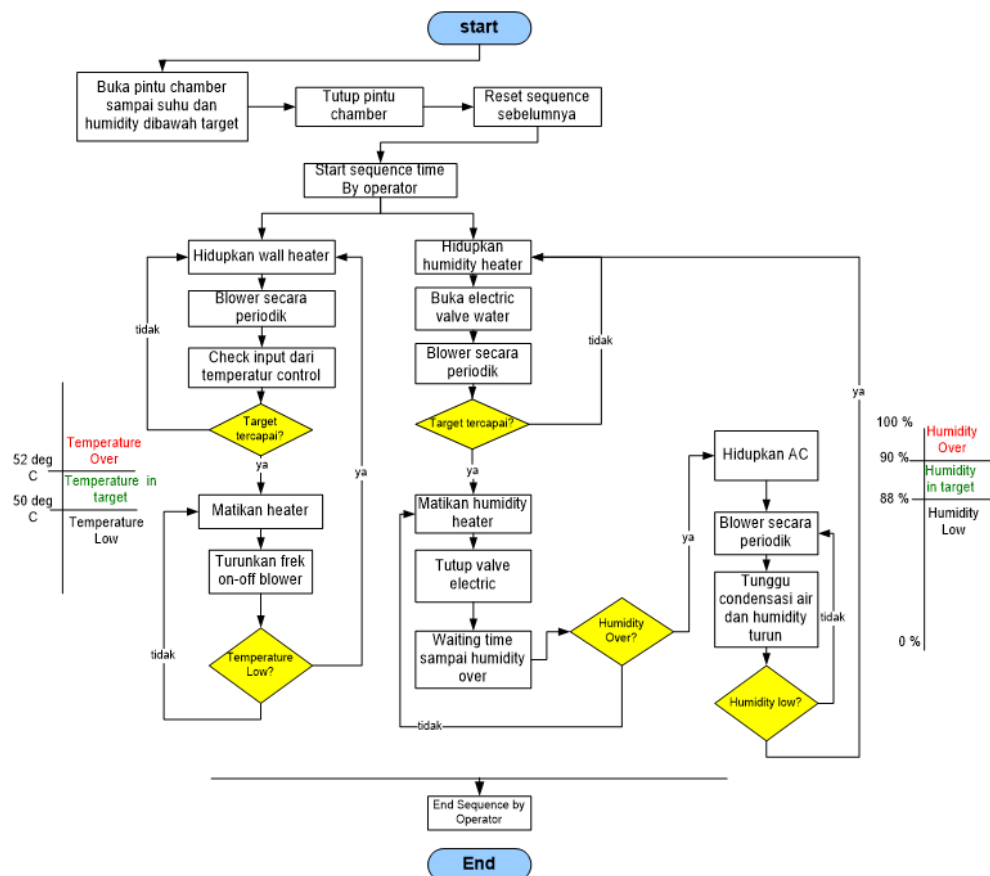 start
Buka pintu chamber
sampai suhu dan
humidity dibawah target
Tutup pintu
chamber
Reset sequence
sebelumnya
Start sequence time
By operator
Hidupkan wall heater
Blower secara
periodik
tidak
Check input dari
temperatur control
Target
tercapai?
ya
ya
Matikan heater
Turunkan frek
on-off blower
Temperature
Low?
tidak
52 deg
C
50 deg
C
Temperature
Over
Temperature in
target
Temperature
Low
Hidupkan
humidity heater
Buka electric
valve water
Blower secara
periodik
tidak
Target tercapai?
ya
Matikan humidity
heater
Tutup valve
electric
Waiting time
sampai humidity
over
Humidity
Over?
tidak
ya
Hidupkan AC
Blower secara
periodik
Tunggu
condensasi air
dan humidity
turun
tidak
Humidity low?
ya
100 %
90 %
88 %
0 %
Humidity
Over
Humidity
in target
Humidity
Low
End Sequence by
Operator
End